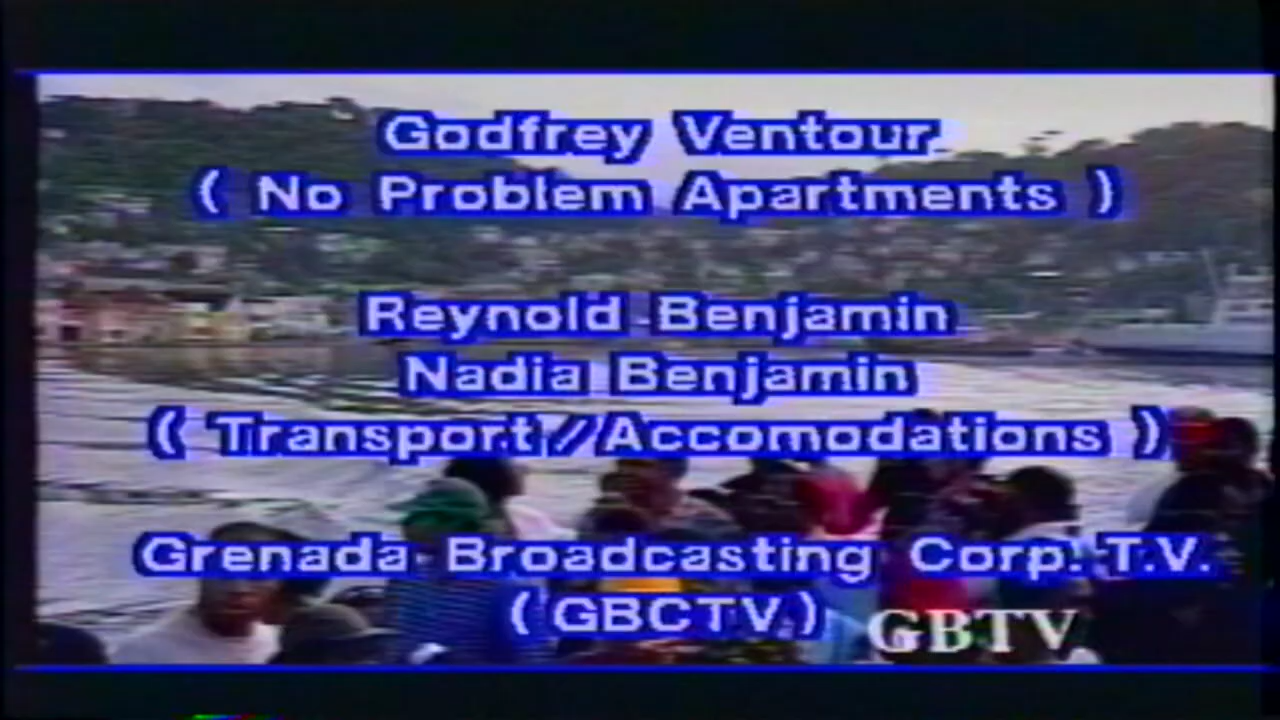 Godfrey Ventour
( No Problem Apartments )
Reynold Benjamin
Nadia Benjamin
( Transport/Accomodations )
Grenada Broadcasting Corp. T.V.
( GBCTV )
GBTV